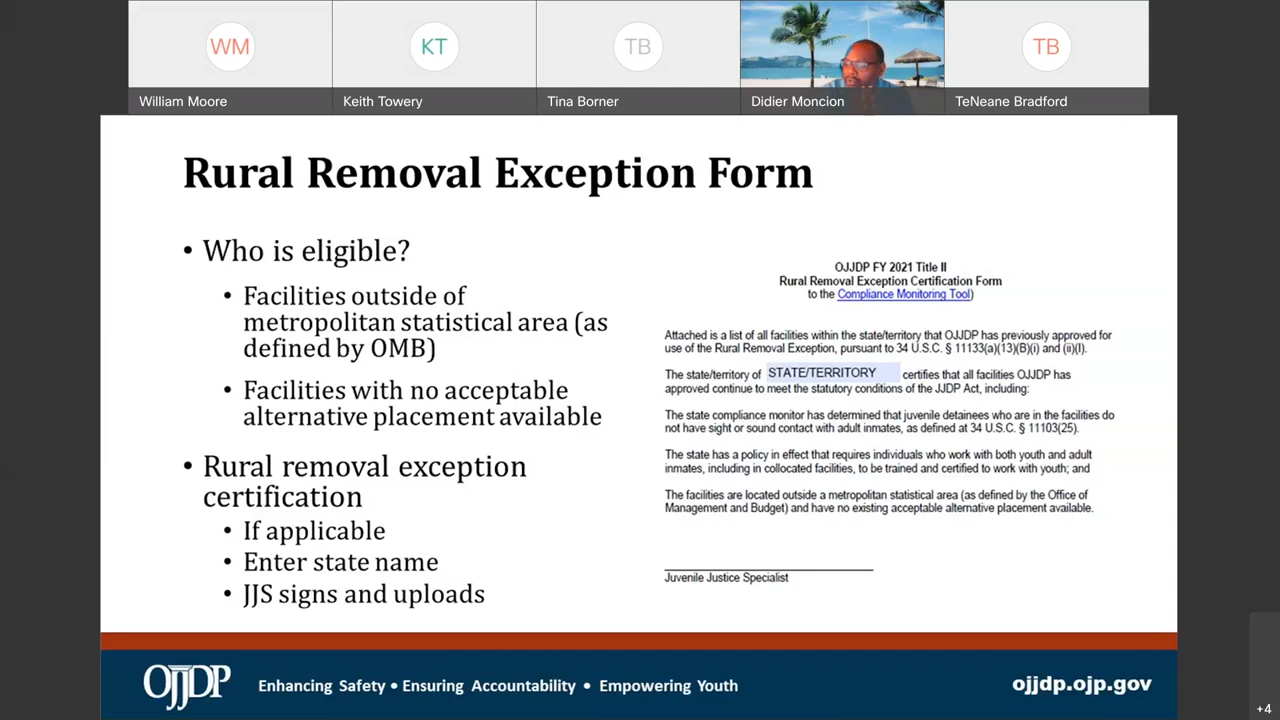 WM
KT
TB
TB
William Moore
Keith Towery
Tina Borner
Didier Moncion
TeNeane Bradford
Rural Removal Exception Form
• Who is eligible?
• Facilities outside of
metropolitan statistical area (as
defined by OMB)
• Facilities with no acceptable
alternative placement available
• Rural removal exception
certification
• If applicable
• Enter state name
• JJS signs and uploads
OJJDP FY 2021 Title II
Rural Removal Exception Certification Form
to the Compliance Monitoring Tool)
Attached is a list of all facilities within the state/territory that OJJDP has previously approved for
use of the Rural Removal Exception, pursuant to 34 U.S.C. § 11133(a)(13)(B)(i) and (ii)(I).
The state/territory of STATE/TERRITORY certifies that all facilities OJJDP has
approved continue to meet the statutory conditions of the JJDP Act, including:
The state compliance monitor has determined that juvenile detainees who are in the facilities do
not have sight or sound contact with adult inmates, as defined at 34 U.S.C. § 11103(25).
The state has a policy in effect that requires individuals who work with both youth and adult
inmates, including in collocated facilities, to be trained and certified to work with youth; and
The facilities are located outside a metropolitan statistical area (as defined by the Office of
Management and Budget) and have no existing acceptable alternative placement available.
Juvenile Justice Specialist
OJJDP
Enhancing Safety • Ensuring Accountability • Empowering Youth
ojjdp.ojp.gov
+4